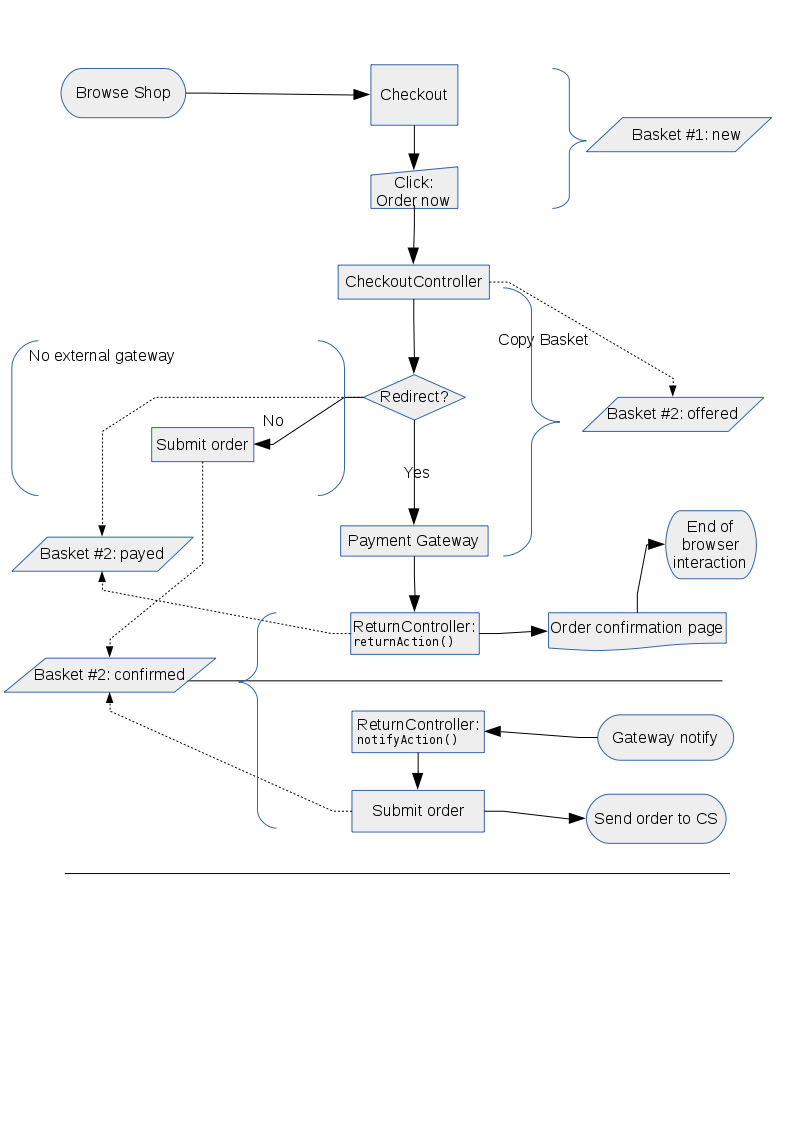 Browse Shop
Checkout
Basket #1: new
Click:
Order now
CheckoutController
Copy Basket
No external gateway
Redirect?
Basket #2: offered
No
Submit order
Yes
End of
browser
interaction
Payment Gateway
Basket #2: payed
ReturnController:
returnAction()
Order confirmation page
Basket #2: confirmed
ReturnController:
notifyAction()
Gateway notify
Submit order
Send order to CS